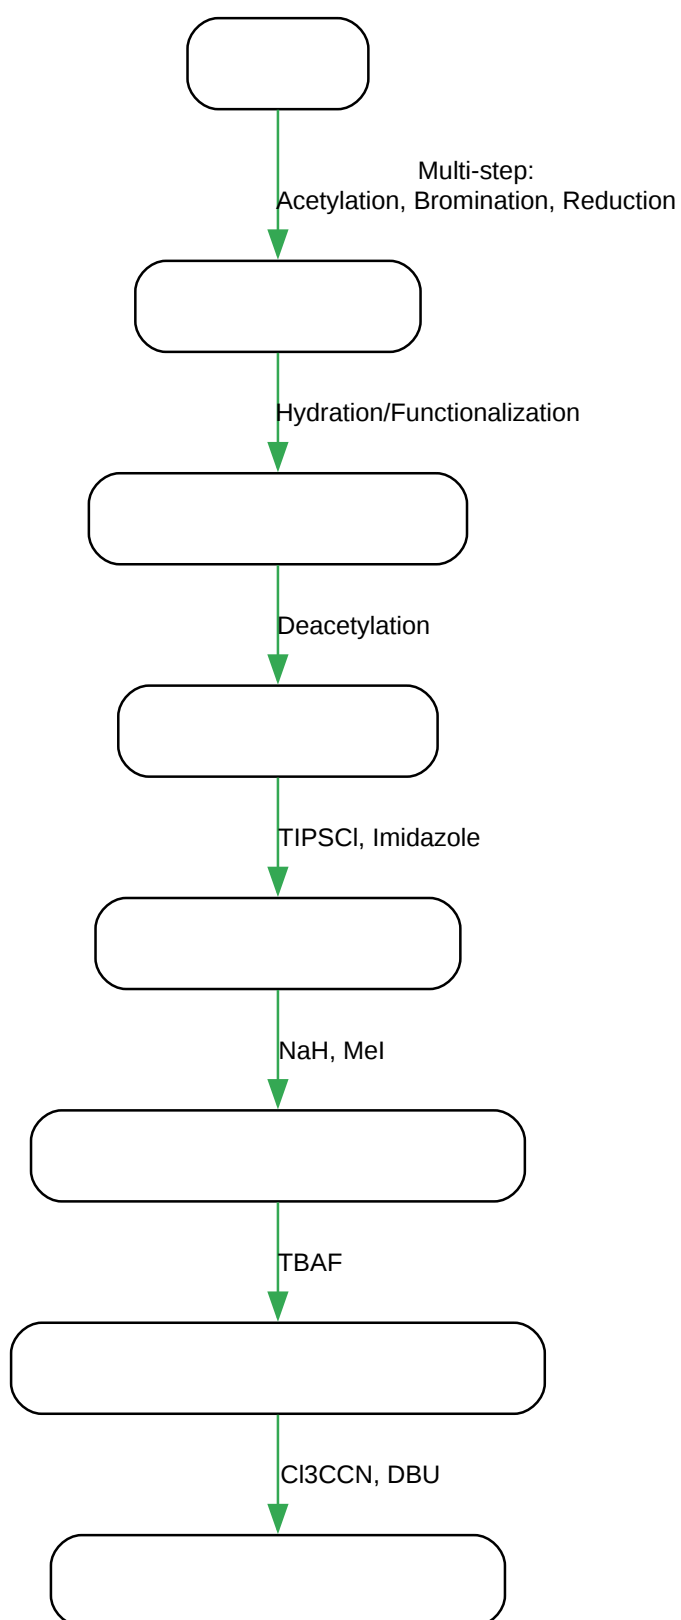 Multi-step:
Acetylation, Bromination, Reduction
Hydration/Functionalization
Deacetylation
TIPSCl, Imidazole
NaH, MeI
TBAF
Cl3CCN, DBU